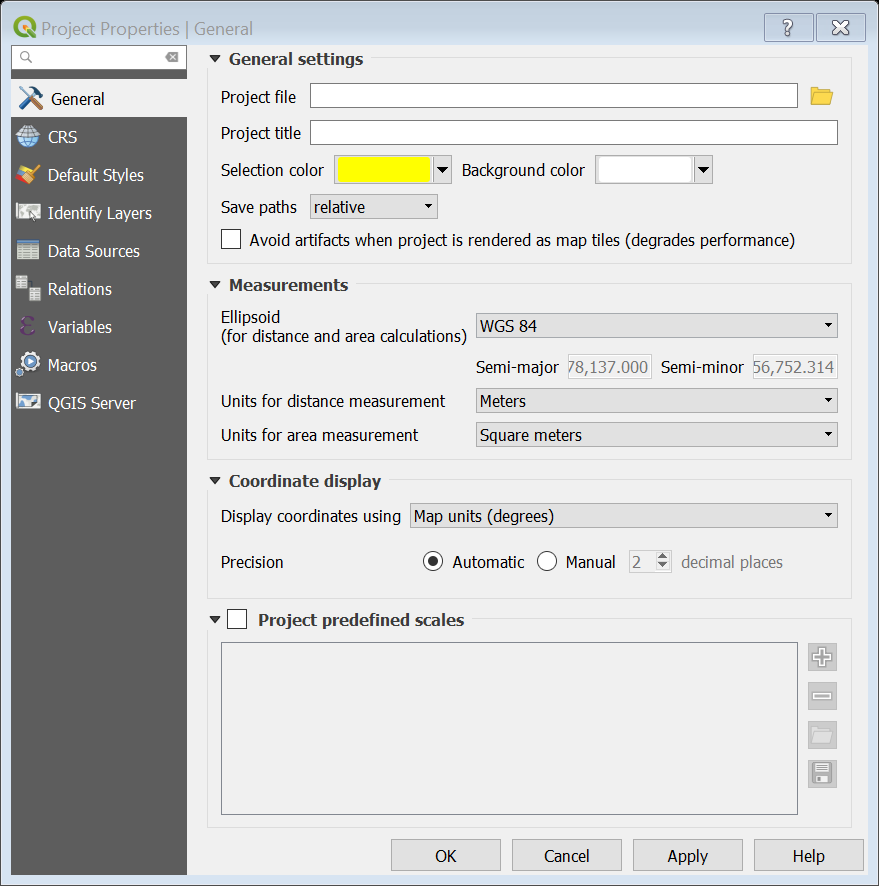 Project Properties | General
General
CRS
Default Styles
Identify Layers
Data Sources
Relations
Variables
Macros
QGIS Server
General settings
Project file
Project title
Selection color Background color
Save paths relative
Avoid artifacts when project is rendered as map tiles (degrades performance)
Measurements
Ellipsoid
(for distance and area calculations) WGS 84
Semi-major 78,137.000 Semi-minor 56,752.314
Units for distance measurement Meters
Units for area measurement Square meters
Coordinate display
Display coordinates using Map units (degrees)
Precision Automatic Manual 2 decimal places
Project predefined scales
OK Cancel Apply Help